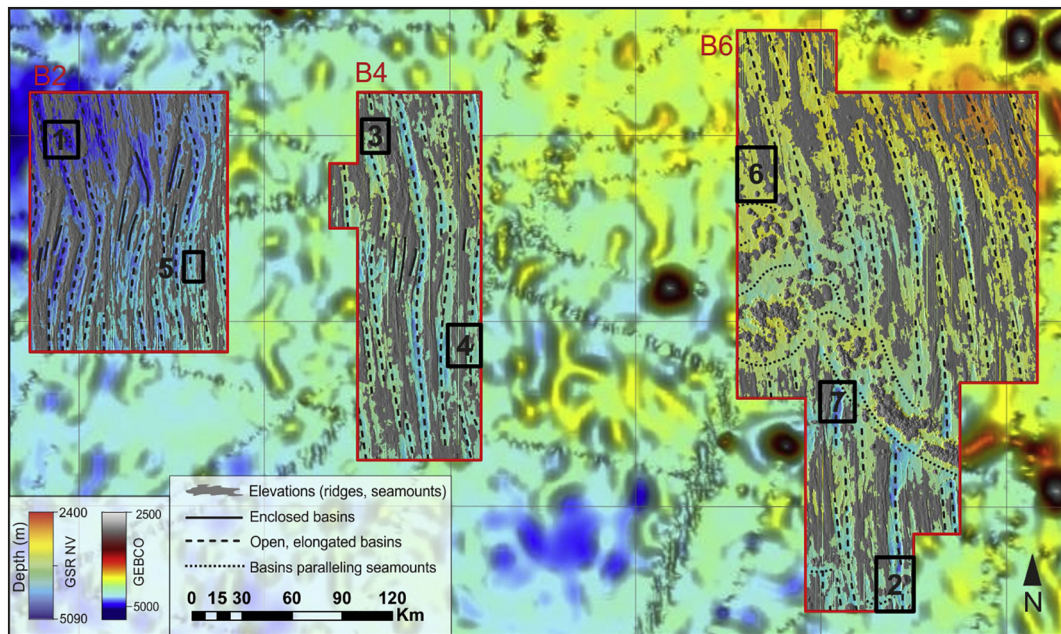 B2
B4
B6
1
3
6
5
4
7
2
Depth (m)
2400
GSR NV
5090
2500
GEBCO
5000
Elevations (ridges, seamounts)
Enclosed basins
Open, elongated basins
Basins paralleling seamounts
0 15 30 60 90 120
Km
N